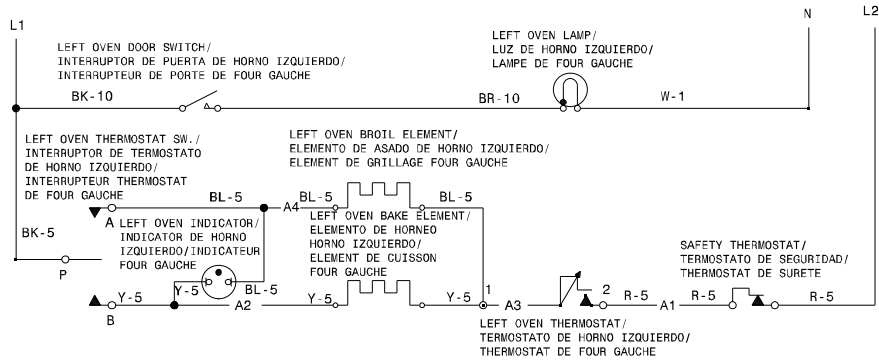 L1
N
L2
LEFT OVEN DOOR SWITCH/
INTERRUPTOR DE PUERTA DE HORNO IZQUIERDO/
INTERRUPTEUR DE PORTE DE FOUR GAUCHE
LEFT OVEN LAMP/
LUZ DE HORNO IZQUIERDO/
LAMPE DE FOUR GAUCHE
BK-10
BR-10
W-1
LEFT OVEN THERMOSTAT SW./
INTERRUPTOR DE TERMOSTATO
DE HORNO IZQUIERDO/
INTERRUPTEUR THERMOSTAT
DE FOUR GAUCHE
LEFT OVEN BROIL ELEMENT/
ELEMENTO DE ASADO DE HORNO IZQUIERDO/
ELEMENT DE GRILLAGE FOUR GAUCHE
BL-5
A4
BL-5
BL-5
A
LEFT OVEN INDICATOR/
INDICATOR DE HORNO
IZQUIERDO/INDICATEUR
FOUR GAUCHE
LEFT OVEN BAKE ELEMENT/
ELEMENTO DE HORNEO
HORNO IZQUIERDO/
ELEMENT DE CUISSON
FOUR GAUCHE
SAFETY THERMOSTAT/
TERMOSTATO DE SEGURIDAD/
THERMOSTAT DE SURETE
BK-5
P
Y-5
BL-5
1
2
Y-5
A2
Y-5
Y-5
A3
R-5
A1
R-5
R-5
B
LEFT OVEN THERMOSTAT/
TERMOSTATO DE HORNO IZQUIERDO/
THERMOSTAT DE FOUR GAUCHE